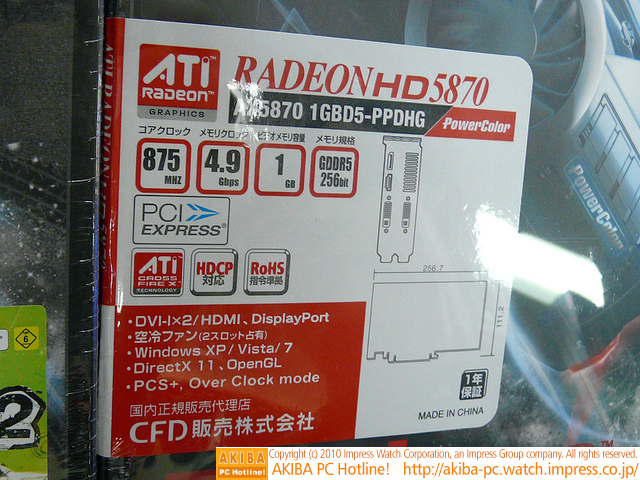 ATI
RADEON™
GRAPHICS
RADEON HD 5870
5870 1GBD5-PPDHG
PowerColor
コアクロック
メモリクロック
ビデオメモリ容量
メモリ規格
875
MHZ
4.9
Gbps
1
GB
GDDR5
256bit
PCI
EXPRESS®
ATI
CROSS
FIRE X
TECHNOLOGY
HDCP
対応
RoHS
指令準拠
256.7
111.2
・DVI-I×2/HDMI、DisplayPort
・空冷ファン(2スロット占有)
・Windows XP/Vista/7
・DirectX 11、OpenGL
・PCS+, Over Clock mode
国内正規販売代理店
CFD販売株式会社
1年
保証
MADE IN CHINA
6
2
AKIBA
PC Hotline!
Copyright (c) 2010 Impress Watch Corporation, an Impress Group company. All rights reserved.
AKIBA PC Hotline! http://akiba-pc.watch.impress.co.jp/